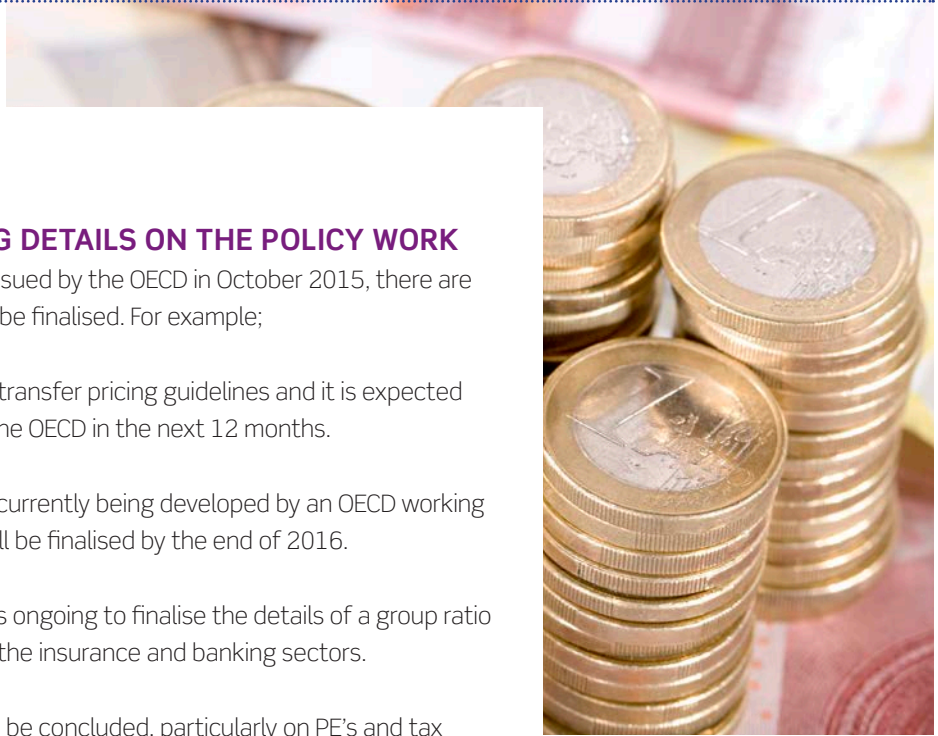 G DETAILS ON THE POLICY WORK
sued by the OECD in October 2015, there are
be finalised. For example;
transfer pricing guidelines and it is expected
he OECD in the next 12 months.
currently being developed by an OECD working
ll be finalised by the end of 2016.
s ongoing to finalise the details of a group ratio
the insurance and banking sectors.
be concluded, particularly on PE's and tax